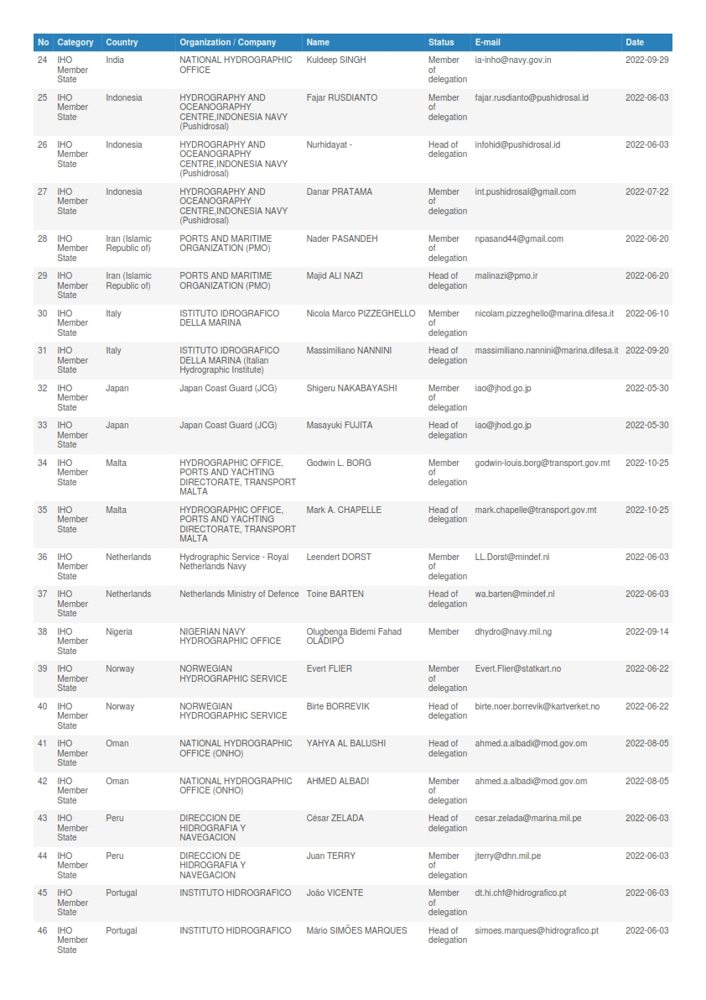 No Category Country Organization / Company Name Status E-mail Date
24 IHO India NATIONAL HYDROGRAPHIC Kuldeep SINGH Member ia-inho@navy.gov.in 2022-09-29
Member OFFICE of
State delegation
25 IHO Indonesia HYDROGRAPHY AND Fajar RUSDIANTO Member fajar.rusdianto@pushidrosal.id 2022-06-03
Member OCEANOGRAPHY of
State CENTRE,INDONESIA NAVY delegation
(Pushidrosal)
26 IHO Indonesia HYDROGRAPHY AND Nurhidayat - Head of infohid@pushidrosal.id 2022-06-03
Member OCEANOGRAPHY delegation
State CENTRE,INDONESIA NAVY
(Pushidrosal)
27 IHO Indonesia HYDROGRAPHY AND Danar PRATAMA Member int.pushidrosal@gmail.com 2022-07-22
Member OCEANOGRAPHY of
State CENTRE,INDONESIA NAVY delegation
(Pushidrosal)
28 IHO Iran (Islamic PORTS AND MARITIME Nader PASANDEH Member npasand44@gmail.com 2022-06-20
Member Republic of) ORGANIZATION (PMO) of
State delegation
29 IHO Iran (Islamic PORTS AND MARITIME Majid ALI NAZI Head of malinazi@pmo.ir 2022-06-20
Member Republic of) ORGANIZATION (PMO) delegation
State
30 IHO Italy ISTITUTO IDROGRAFICO Nicola Marco PIZZEGHELLO Member nicolam.pizzeghello@marina.difesa.it 2022-06-10
Member DELLA MARINA of
State delegation
31 IHO Italy ISTITUTO IDROGRAFICO Massimiliano NANNINI Head of massimiliano.nannini@marina.difesa.it 2022-09-20
Member DELLA MARINA (Italian delegation
State Hydrographic Institute)
32 IHO Japan Japan Coast Guard (JCG) Shigeru NAKABAYASHI Member iao@jhod.go.jp 2022-05-30
Member of
State delegation
33 IHO Japan Japan Coast Guard (JCG) Masayuki FUJITA Head of iao@jhod.go.jp 2022-05-30
Member delegation
State
34 IHO Malta HYDROGRAPHIC OFFICE, Godwin L. BORG Member godwin-louis.borg@transport.gov.mt 2022-10-25
Member PORTS AND YACHTING of
State DIRECTORATE, TRANSPORT delegation
MALTA
35 IHO Malta HYDROGRAPHIC OFFICE, Mark A. CHAPELLE Head of mark.chapelle@transport.gov.mt 2022-10-25
Member PORTS AND YACHTING delegation
State DIRECTORATE, TRANSPORT
MALTA
36 IHO Netherlands Hydrographic Service - Royal Leendert DORST Member LL.Dorst@mindef.nl 2022-06-03
Member Netherlands Navy of
State delegation
37 IHO Netherlands Netherlands Ministry of Defence Toine BARTEN Head of wa.barten@mindef.nl 2022-06-03
Member delegation
State
38 IHO Nigeria NIGERIAN NAVY Olugbenga Bidemi Fahad Member dhydro@navy.mil.ng 2022-09-14
Member HYDROGRAPHIC OFFICE OLADIPO
State
39 IHO Norway NORWEGIAN Evert FLIER Member Evert.Flier@statkart.no 2022-06-22
Member HYDROGRAPHIC SERVICE of
State delegation
40 IHO Norway NORWEGIAN Birte BORREVIK Head of birte.noer.borrevik@kartverket.no 2022-06-22
Member HYDROGRAPHIC SERVICE delegation
State
41 IHO Oman NATIONAL HYDROGRAPHIC YAHYA AL BALUSHI Head of ahmed.a.albadi@mod.gov.om 2022-08-05
Member OFFICE (ONHO) delegation
State
42 IHO Oman NATIONAL HYDROGRAPHIC AHMED ALBADI Member ahmed.a.albadi@mod.gov.om 2022-08-05
Member OFFICE (ONHO) of
State delegation
43 IHO Peru DIRECCION DE César ZELADA Head of cesar.zelada@marina.mil.pe 2022-06-03
Member HIDROGRAFIA Y delegation
State NAVEGACION
44 IHO Peru DIRECCION DE Juan TERRY Member jterry@dhn.mil.pe 2022-06-03
Member HIDROGRAFIA Y of
State NAVEGACION delegation
45 IHO Portugal INSTITUTO HIDROGRAFICO João VICENTE Member dt.hi.chf@hidrografico.pt 2022-06-03
Member of
State delegation
46 IHO Portugal INSTITUTO HIDROGRAFICO Mário SIMÕES MARQUES Head of simoes.marques@hidrografico.pt 2022-06-03
Member delegation
State